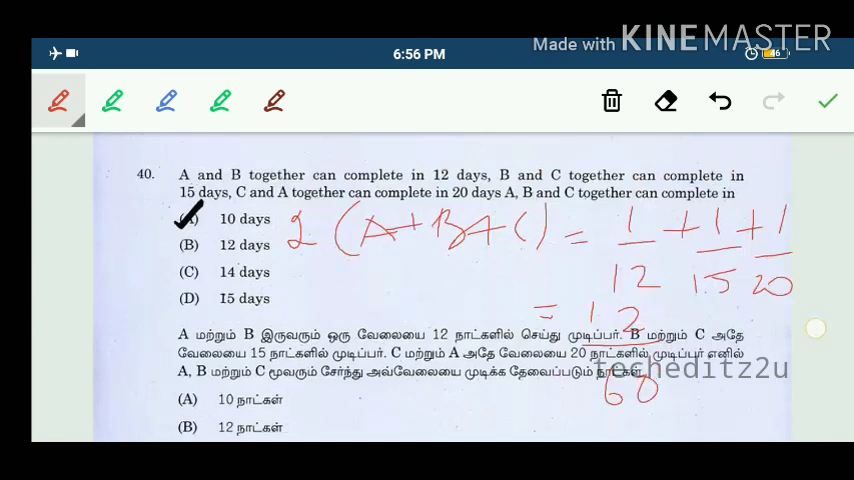 Made with KINEMASTER
6:56 PM
46
40. A and B together can complete in 12 days, B and C together can complete in
15 days, C and A together can complete in 20 days A, B and C together can complete in
(A) 10 days
(B) 12 days
(C) 14 days
(D) 15 days
2 (A+B+C) = 1/12 + 1/15 + 1/20
= 12/60
A மற்றும் B இருவரும் ஒரு வேலையை 12 நாட்களில் செய்து முடிப்பர். B மற்றும் C அதே
வேலையை 15 நாட்களில் முடிப்பர். C மற்றும் A அதே வேலையை 20 நாட்களில் முடிப்பர் எனில்
A, B மற்றும் C மூவரும் சேர்ந்து அவ்வேலையை முடிக்க தேவைப்படும் நாட்கள்
techeditz2u
(A) 10 நாட்கள்
(B) 12 நாட்கள்